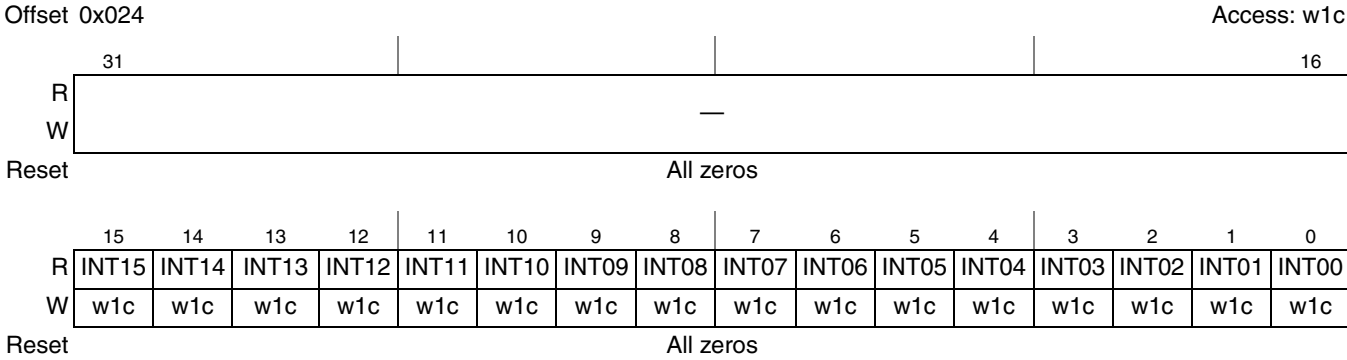 Offset 0x024 Access: w1c
31 16
R
—
W
Reset All zeros
15 14 13 12 11 10 9 8 7 6 5 4 3 2 1 0
R INT15 INT14 INT13 INT12 INT11 INT10 INT09 INT08 INT07 INT06 INT05 INT04 INT03 INT02 INT01 INT00
W w1c w1c w1c w1c w1c w1c w1c w1c w1c w1c w1c w1c w1c w1c w1c w1c
Reset All zeros